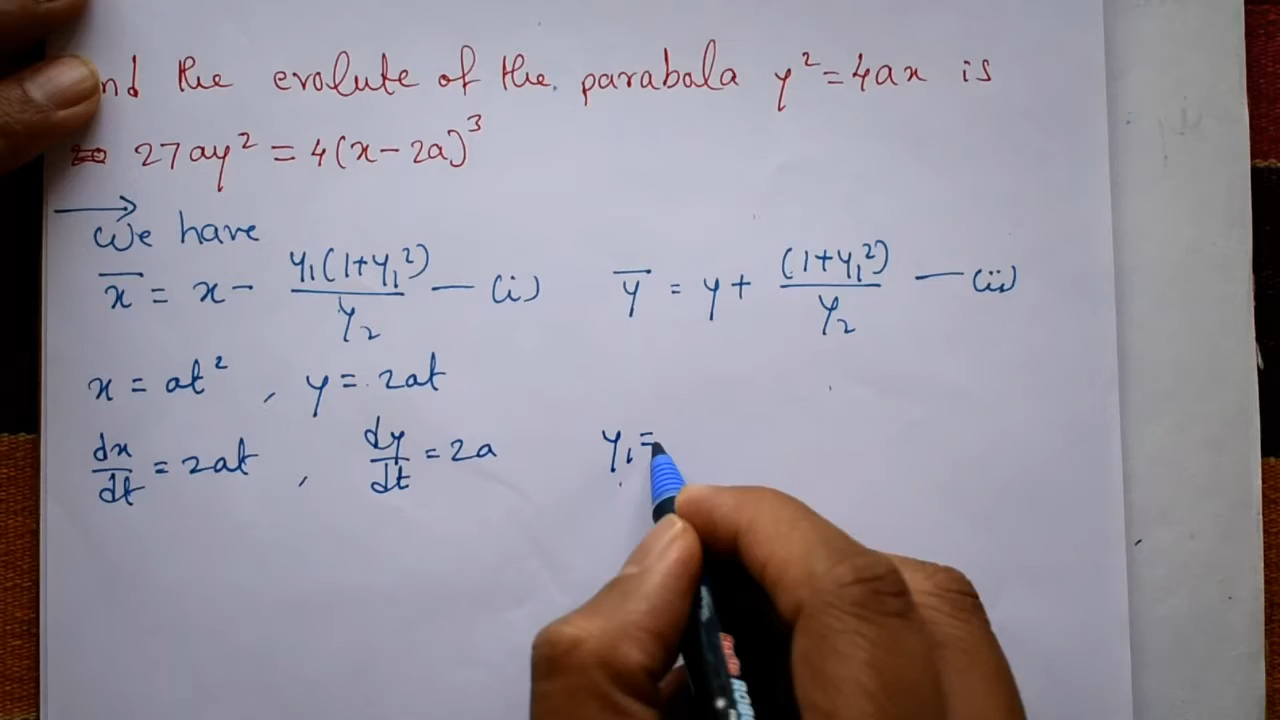 nd the evolute of the parabala y² = 4ax is
27ay² = 4(x-2a)³
We have
x̄ = x - y₁(1+y₁²)/y₂ — (i) ȳ = y + (1+y₁²)/y₂ — (ii)
x = at² , y = 2at
dx/dt = 2at , dy/dt = 2a y₁ =